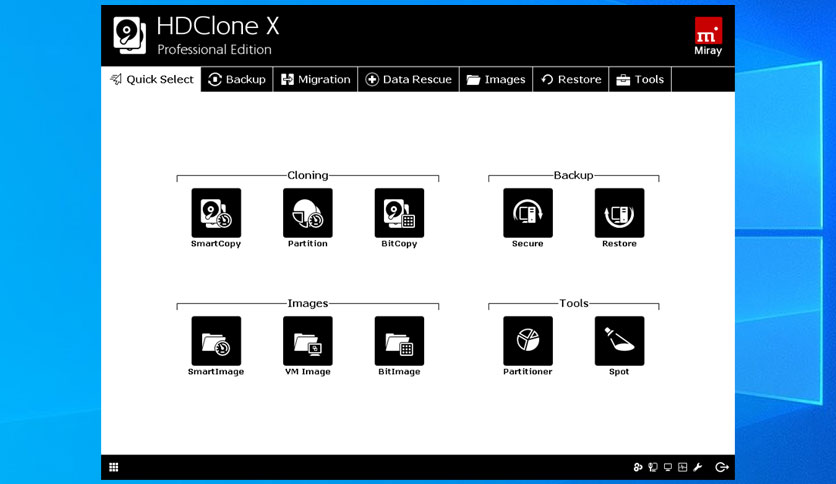 HDClone X
Professional Edition
m
Miray
Quick Select Backup Migration Data Rescue Images Restore Tools
Cloning Backup
SmartCopy Partition BitCopy Secure Restore
Images Tools
SmartImage VM Image BitImage Partitioner Spot